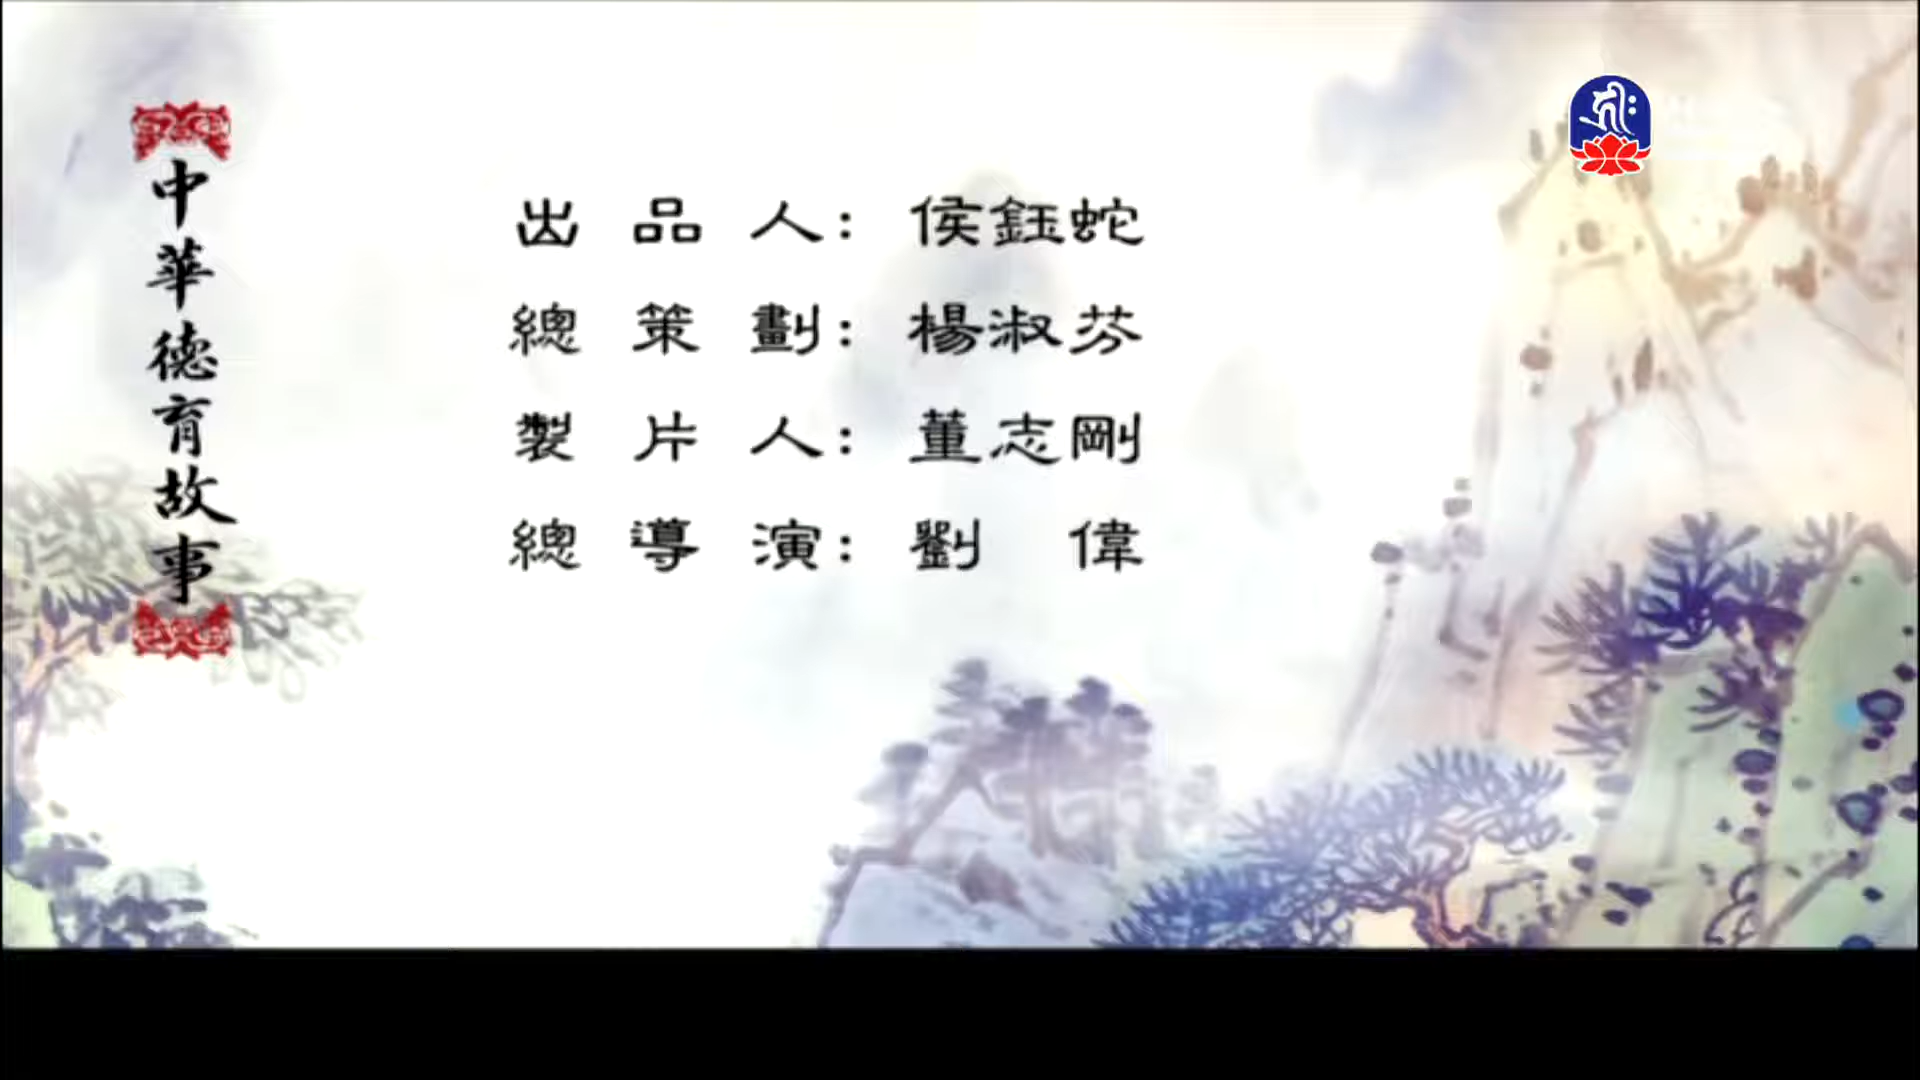 中華德育故事
出品人：侯鈺蛇
總策劃：楊淑芬
製片人：董志剛
總導演：劉 偉